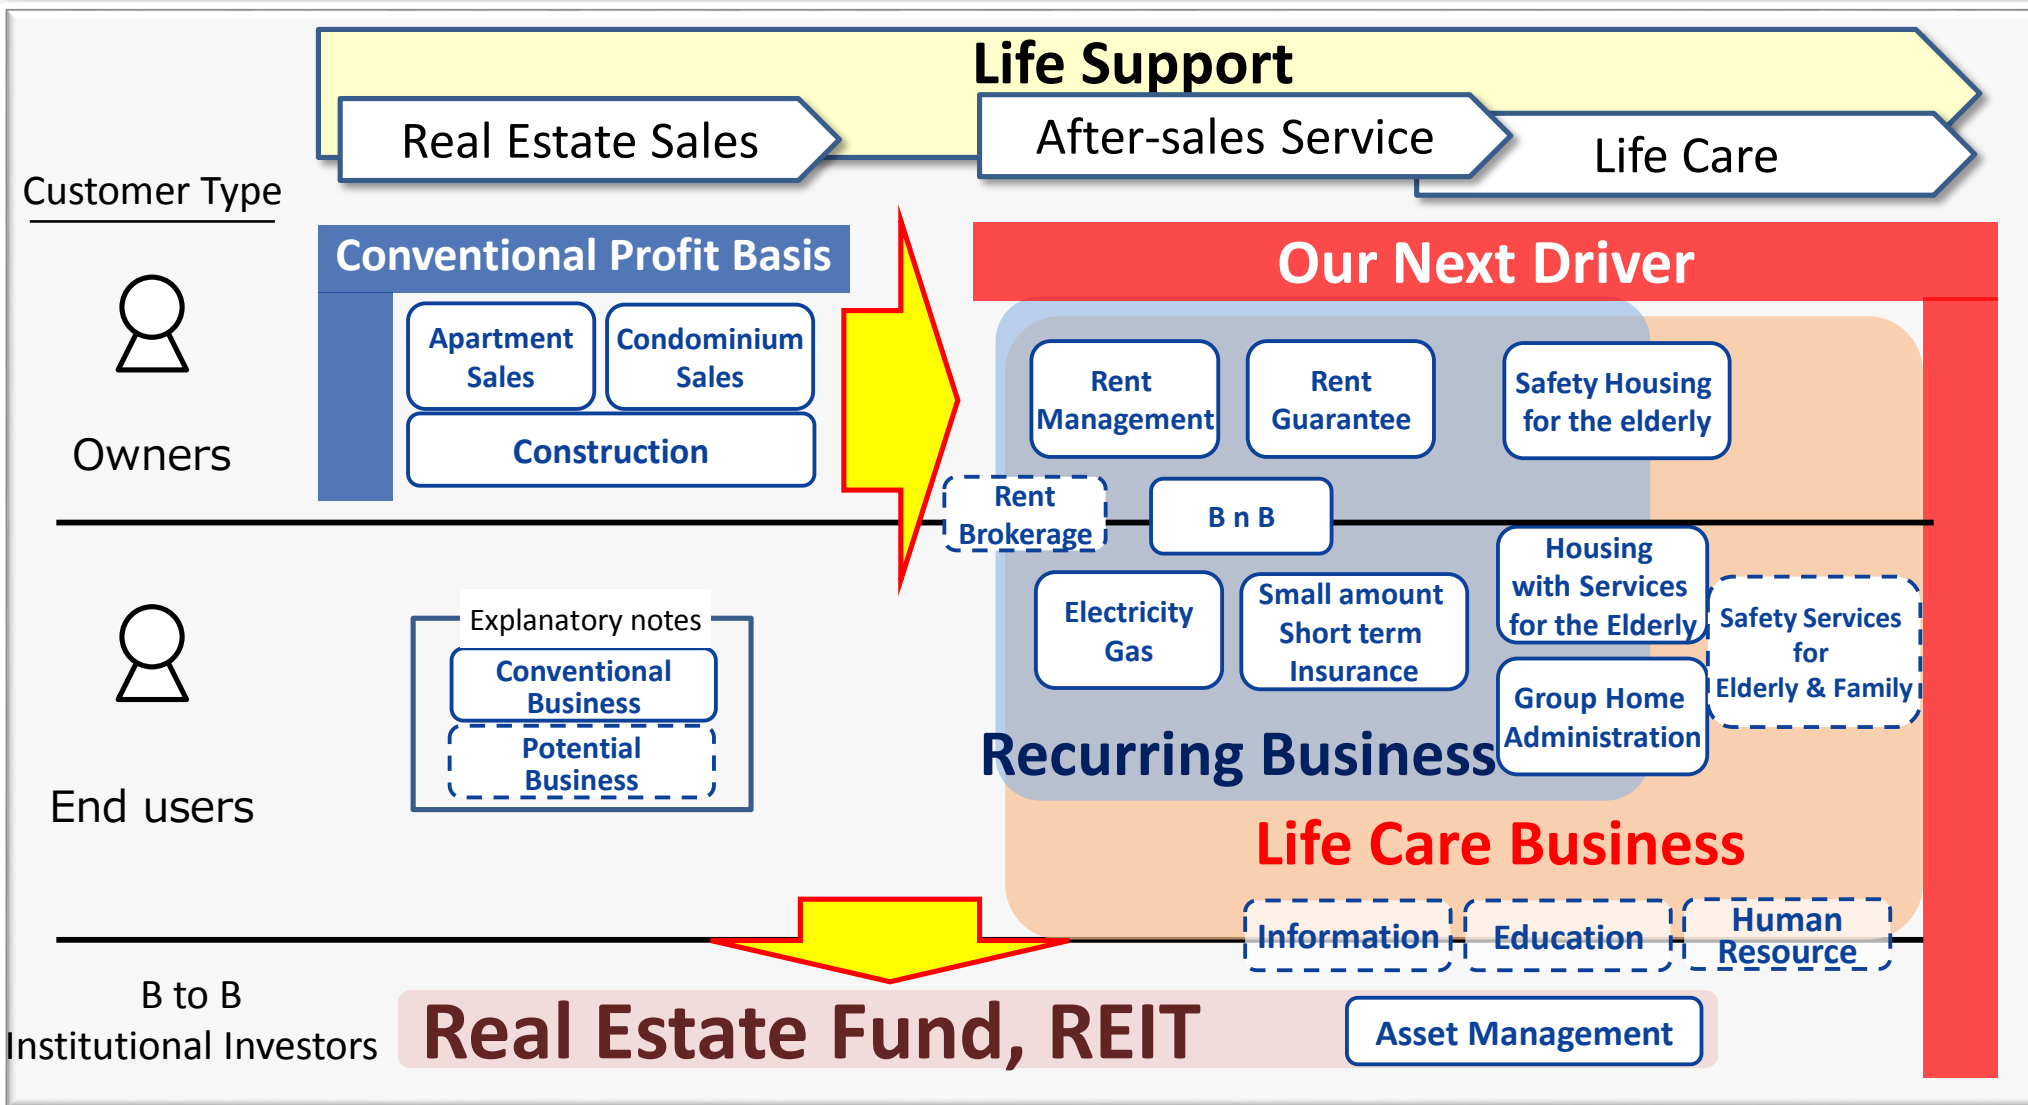 Life Support
Real Estate Sales
After-sales Service
Life Care
Customer Type
Conventional Profit Basis
Our Next Driver
Owners
Apartment
Sales
Condominium
Sales
Construction
Rent
Management
Rent
Guarantee
Safety Housing
for the elderly
Rent
Brokerage
B n B
End users
Explanatory notes
Conventional
Business
Potential
Business
Electricity
Gas
Small amount
Short term
Insurance
Housing
with Services
for the Elderly
Safety Services
for
Elderly & Family
Group Home
Administration
Recurring Business
Life Care Business
Information
Education
Human
Resource
B to B
Institutional Investors
Real Estate Fund, REIT
Asset Management